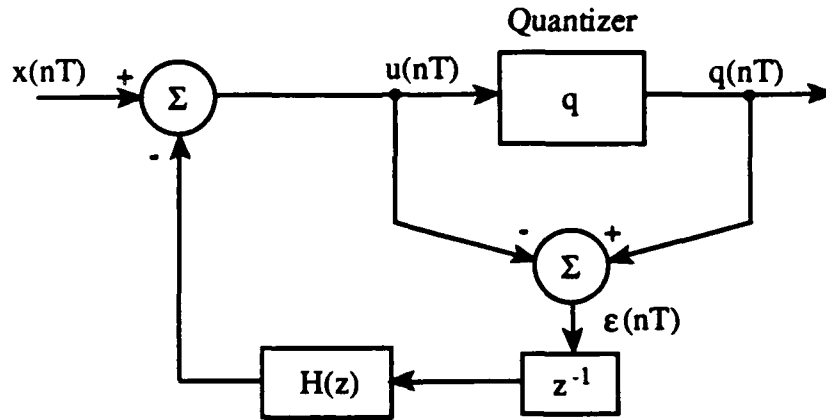 Quantizer
x(nT) + Σ u(nT) q q(nT)
-
- Σ +
ε(nT)
H(z) z⁻¹